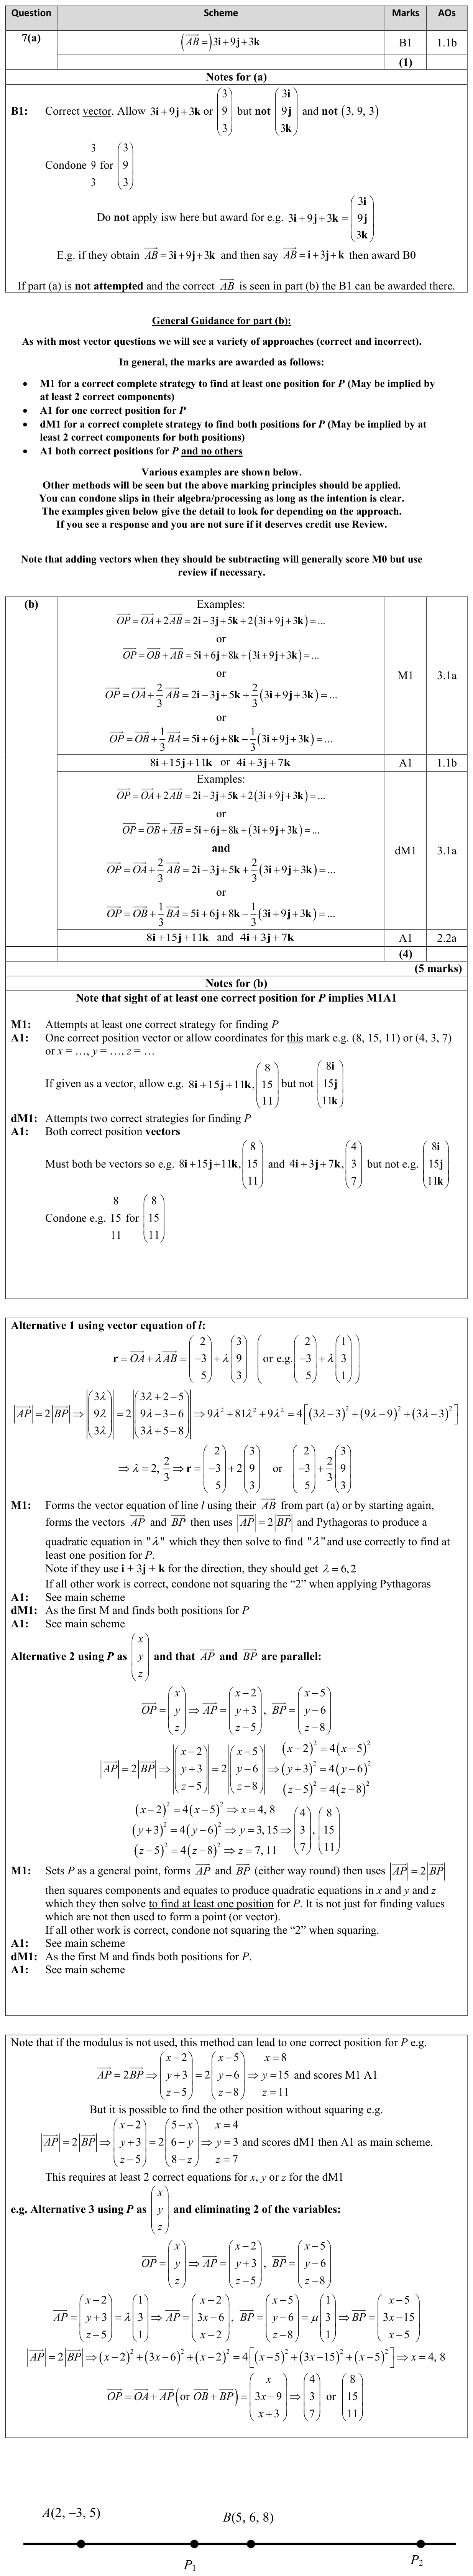 Question Scheme Marks AOs
7(a) (AB =) 3i + 9j + 3k B1 1.1b
(1)
Notes for (a)
B1: Correct vector. Allow 3i + 9j + 3k or (3 9 3) but not (3i 9j 3k) and not (3, 9, 3)
Condone 3 9 3 for (3 9 3)
Do not apply isw here but award for e.g. 3i + 9j + 3k = (3i 9j 3k)
E.g. if they obtain AB = 3i + 9j + 3k and then say AB = i + 3j + k then award B0
If part (a) is not attempted and the correct AB is seen in part (b) the B1 can be awarded there.
General Guidance for part (b):
As with most vector questions we will see a variety of approaches (correct and incorrect).
In general, the marks are awarded as follows:
• M1 for a correct complete strategy to find at least one position for P (May be implied by
at least 2 correct components)
• A1 for one correct position for P
• dM1 for a correct complete strategy to find both positions for P (May be implied by at
least 2 correct components for both positions)
• A1 both correct positions for P and no others
Various examples are shown below.
Other methods will be seen but the above marking principles should be applied.
You can condone slips in their algebra/processing as long as the intention is clear.
The examples given below give the detail to look for depending on the approach.
If you see a response and you are not sure if it deserves credit use Review.
Note that adding vectors when they should be subtracting will generally score M0 but use
review if necessary.
(b) Examples:
OP = OA + 2AB = 2i − 3j + 5k + 2(3i + 9j + 3k) = ...
or
OP = OB + AB = 5i + 6j + 8k + (3i + 9j + 3k) = ...
or M1 3.1a
OP = OA + 2/3 AB = 2i − 3j + 5k + 2/3 (3i + 9j + 3k) = ...
or
OP = OB + 1/3 BA = 5i + 6j + 8k − 1/3 (3i + 9j + 3k) = ...
8i + 15j + 11k or 4i + 3j + 7k A1 1.1b
Examples:
OP = OA + 2AB = 2i − 3j + 5k + 2(3i + 9j + 3k) = ...
or
OP = OB + AB = 5i + 6j + 8k + (3i + 9j + 3k) = ...
and dM1 3.1a
OP = OA + 2/3 AB = 2i − 3j + 5k + 2/3 (3i + 9j + 3k) = ...
or
OP = OB + 1/3 BA = 5i + 6j + 8k − 1/3 (3i + 9j + 3k) = ...
8i + 15j + 11k and 4i + 3j + 7k A1 2.2a
(4)
(5 marks)
Notes for (b)
Note that sight of at least one correct position for P implies M1A1
M1: Attempts at least one correct strategy for finding P
A1: One correct position vector or allow coordinates for this mark e.g. (8, 15, 11) or (4, 3, 7)
or x = …, y = …, z = …
If given as a vector, allow e.g. 8i + 15j + 11k, (8 15 11) but not (8i 15j 11k)
dM1: Attempts two correct strategies for finding P
A1: Both correct position vectors
Must both be vectors so e.g. 8i + 15j + 11k, (8 15 11) and 4i + 3j + 7k, (4 3 7) but not e.g. (8i 15j 11k)
Condone e.g. 8 15 11 for (8 15 11)
Alternative 1 using vector equation of l:
r = OA + λAB = (2 −3 5) + λ(3 9 3) (or e.g. (2 −3 5) + λ(1 3 1))
|AP| = 2|BP| ⇒ |(3λ 9λ 3λ)| = 2|(3λ + 2 − 5 9λ − 3 − 6 3λ + 5 − 8)| ⇒ 9λ² + 81λ² + 9λ² = 4[(3λ − 3)² + (9λ − 9)² + (3λ − 3)²]
⇒ λ = 2, 2/3 ⇒ r = (2 −3 5) + 2(3 9 3) or (2 −3 5) + 2/3 (3 9 3)
M1: Forms the vector equation of line l using their AB from part (a) or by starting again,
forms the vectors AP and BP then uses |AP| = 2|BP| and Pythagoras to produce a
quadratic equation in "λ" which they then solve to find "λ" and use correctly to find at
least one position for P.
Note if they use i + 3j + k for the direction, they should get λ = 6, 2
If all other work is correct, condone not squaring the “2” when applying Pythagoras
A1: See main scheme
dM1: As the first M and finds both positions for P
A1: See main scheme
Alternative 2 using P as (x y z) and that AP and BP are parallel:
OP = (x y z) ⇒ AP = (x − 2 y + 3 z − 5), BP = (x − 5 y − 6 z − 8)
|AP| = 2|BP| ⇒ |(x − 2 y + 3 z − 5)| = 2|(x − 5 y − 6 z − 8)| ⇒ (x − 2)² = 4(x − 5)² (y + 3)² = 4(y − 6)² (z − 5)² = 4(z − 8)²
(x − 2)² = 4(x − 5)² ⇒ x = 4, 8
(y + 3)² = 4(y − 6)² ⇒ y = 3, 15 ⇒ (4 3 7), (8 15 11)
(z − 5)² = 4(z − 8)² ⇒ z = 7, 11
M1: Sets P as a general point, forms AP and BP (either way round) then uses |AP| = 2|BP|
then squares components and equates to produce quadratic equations in x and y and z
which they then solve to find at least one position for P. It is not just for finding values
which are not then used to form a point (or vector).
If all other work is correct, condone not squaring the “2” when squaring.
A1: See main scheme
dM1: As the first M and finds both positions for P.
A1: See main scheme
Note that if the modulus is not used, this method can lead to one correct position for P e.g.
AP = 2BP ⇒ (x − 2 y + 3 z − 5) = 2(x − 5 y − 6 z − 8) ⇒ x = 8 y = 15 z = 11 and scores M1 A1
But it is possible to find the other position without squaring e.g.
|AP| = 2|BP| ⇒ (x − 2 y + 3 z − 5) = 2(5 − x 6 − y 8 − z) ⇒ x = 4 y = 3 z = 7 and scores dM1 then A1 as main scheme.
This requires at least 2 correct equations for x, y or z for the dM1
e.g. Alternative 3 using P as (x y z) and eliminating 2 of the variables:
OP = (x y z) ⇒ AP = (x − 2 y + 3 z − 5), BP = (x − 5 y − 6 z − 8)
AP = (x − 2 y + 3 z − 5) = λ(1 3 1) ⇒ AP = (x − 2 3x − 6 x − 2), BP = (x − 5 y − 6 z − 8) = μ(1 3 1) ⇒ BP = (x − 5 3x − 15 x − 5)
|AP| = 2|BP| ⇒ (x − 2)² + (3x − 6)² + (x − 2)² = 4[(x − 5)² + (3x − 15)² + (x − 5)²] ⇒ x = 4, 8
OP = OA + AP (or OB + BP) = (x 3x − 9 x + 3) ⇒ (4 3 7) or (8 15 11)
A(2, −3, 5) B(5, 6, 8)
P₁ P₂